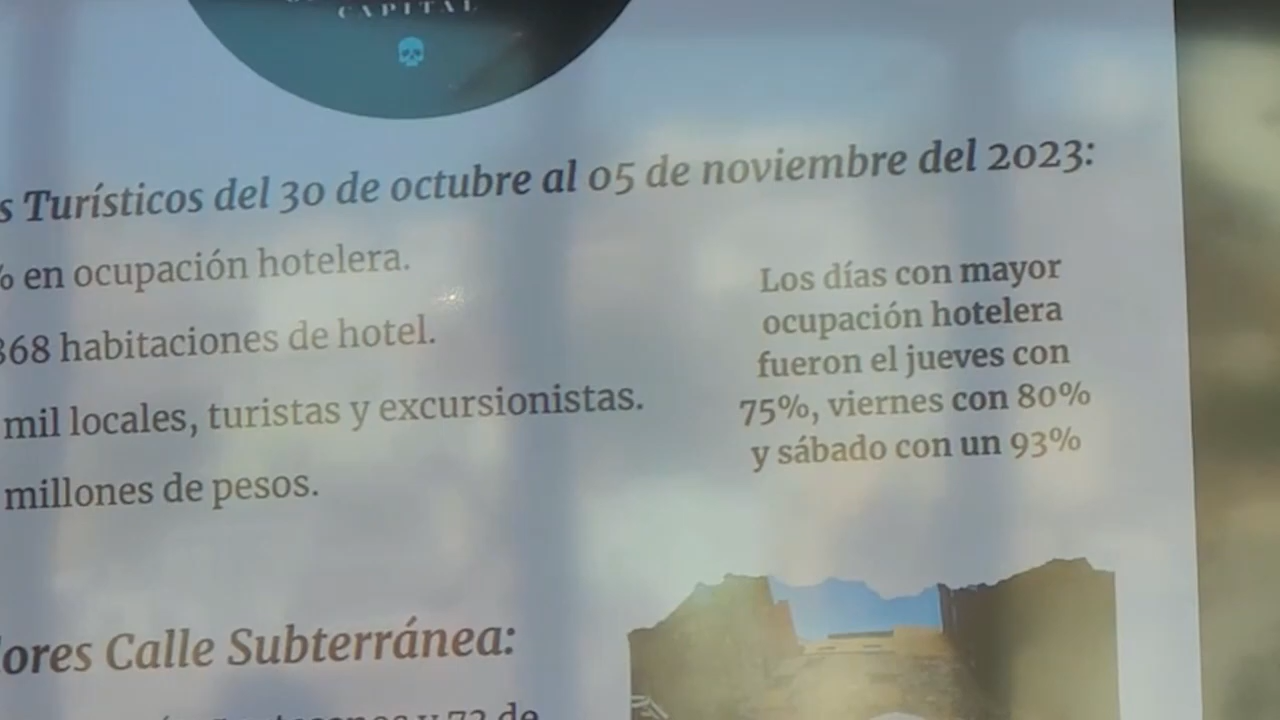 CAPITAL
s Turísticos del 30 de octubre al 05 de noviembre del 2023:
% en ocupación hotelera.
368 habitaciones de hotel.
mil locales, turistas y excursionistas.
millones de pesos.
Los días con mayor
ocupación hotelera
fueron el jueves con
75%, viernes con 80%
y sábado con un 93%
ores Calle Subterránea:
y 72 de